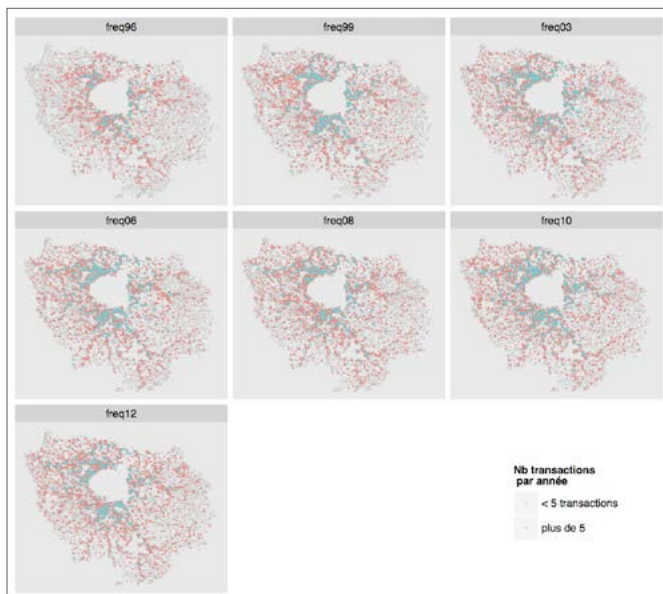 freq96
freq99
freq03
freq06
freq08
freq10
freq12
Nb transactions
par année
< 5 transactions
plus de 5